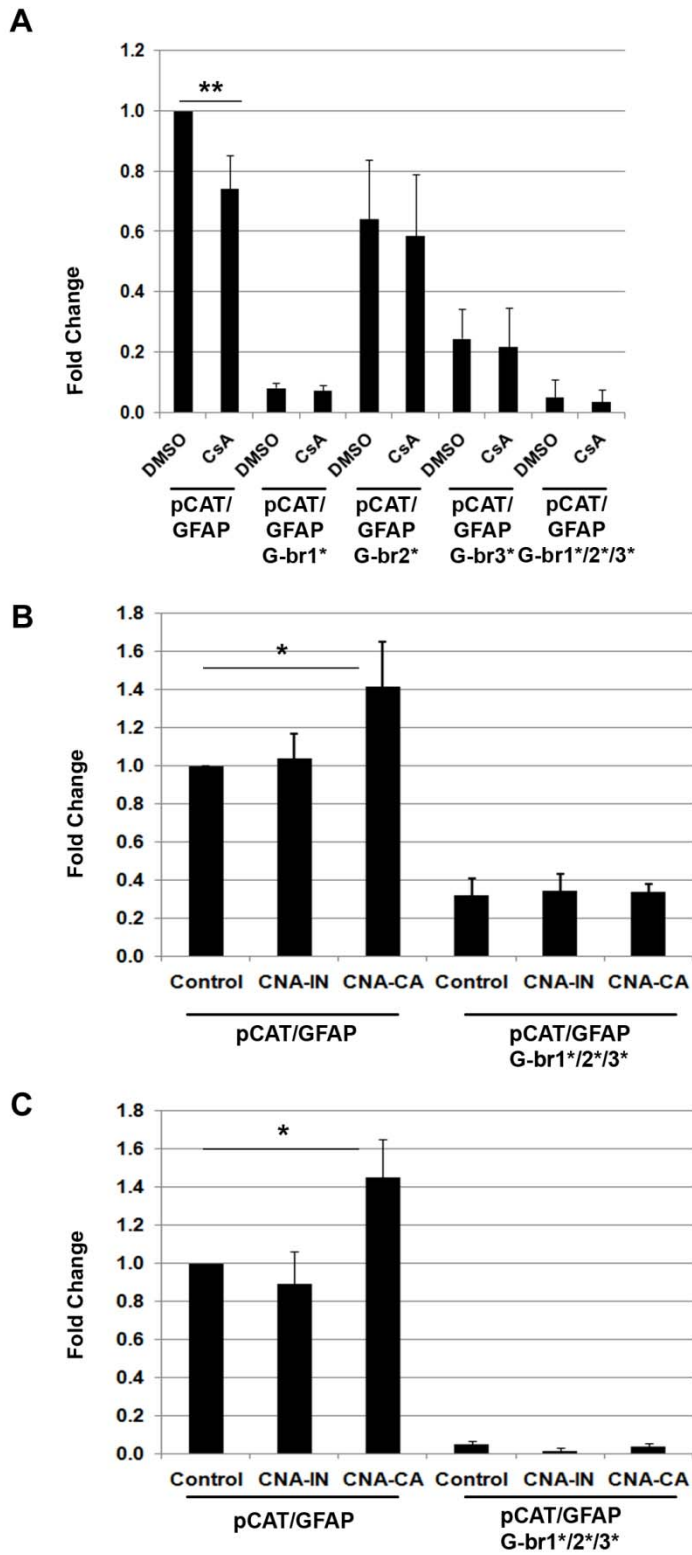 A
1.2
**
1.0
0.8
0.6
0.4
0.2
0.0
Fold Change
DMSO CsA DMSO CsA DMSO CsA DMSO CsA DMSO CsA
pCAT/ pCAT/ pCAT/ pCAT/ pCAT/
GFAP GFAP GFAP GFAP GFAP
G-br1* G-br2* G-br3* G-br1*/2*/3*
B
1.8
1.6
*
1.4
1.2
1.0
0.8
0.6
0.4
0.2
0.0
Fold Change
Control CNA-IN CNA-CA Control CNA-IN CNA-CA
pCAT/GFAP pCAT/GFAP
G-br1*/2*/3*
C
1.8
*
1.6
1.4
1.2
1.0
0.8
0.6
0.4
0.2
0.0
Fold Change
Control CNA-IN CNA-CA Control CNA-IN CNA-CA
pCAT/GFAP pCAT/GFAP
G-br1*/2*/3*